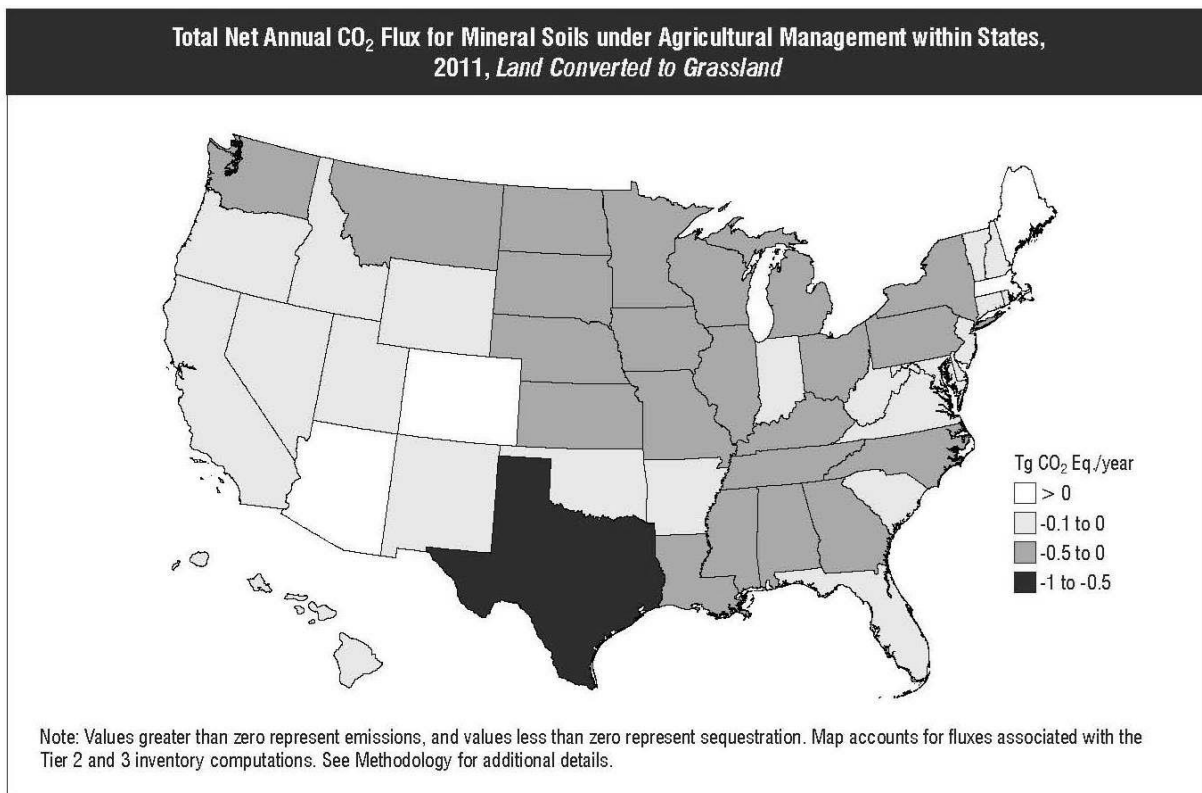 Total Net Annual CO₂ Flux for Mineral Soils under Agricultural Management within States,
2011, Land Converted to Grassland
Tg CO₂ Eq./year
> 0
-0.1 to 0
-0.5 to 0
-1 to -0.5
Note: Values greater than zero represent emissions, and values less than zero represent sequestration. Map accounts for fluxes associated with the
Tier 2 and 3 inventory computations. See Methodology for additional details.